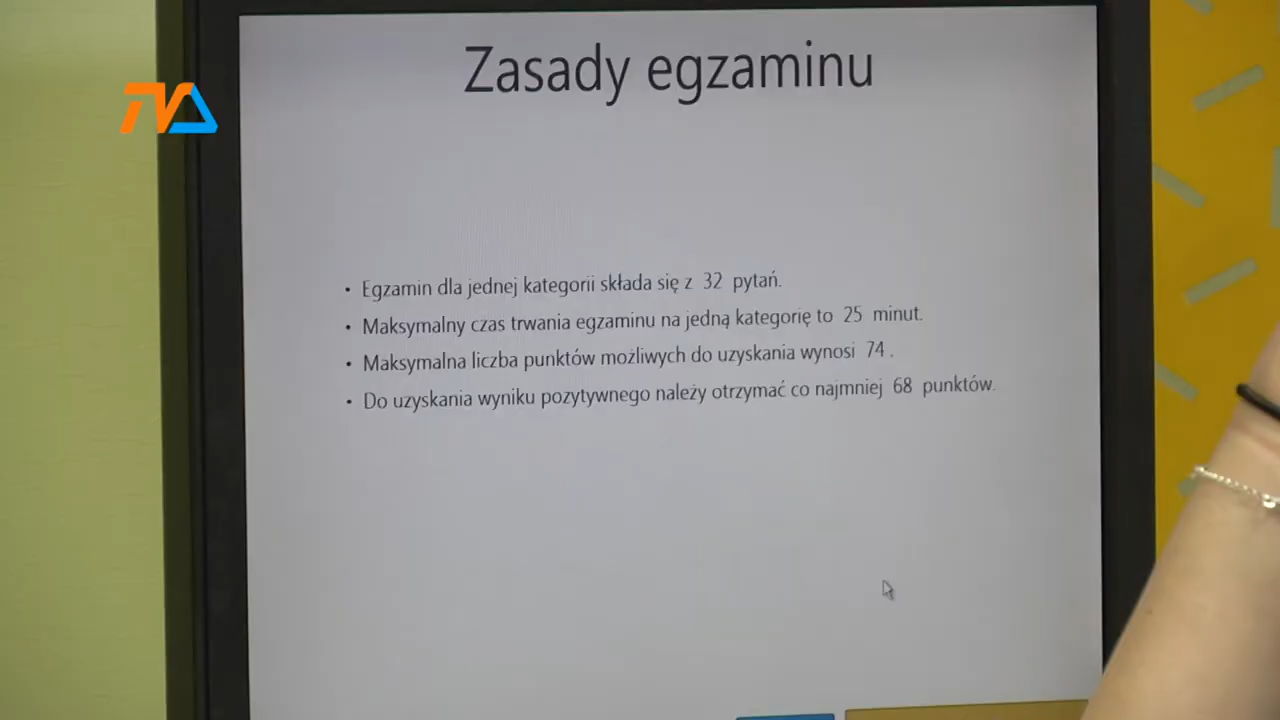 TVA
Zasady egzaminu
• Egzamin dla jednej kategorii składa się z 32 pytań.
• Maksymalny czas trwania egzaminu na jedną kategorię to 25 minut.
• Maksymalna liczba punktów możliwych do uzyskania wynosi 74 .
• Do uzyskania wyniku pozytywnego należy otrzymać co najmniej 68 punktów.